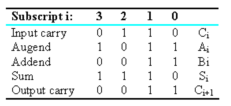 Subscript i: 3 2 1 0
Input carry 0 1 1 0 Ci
Augend 1 0 1 1 Ai
Addend 0 0 1 1 Bi
Sum 1 1 1 0 Si
Output carry 0 0 1 1 Ci+1